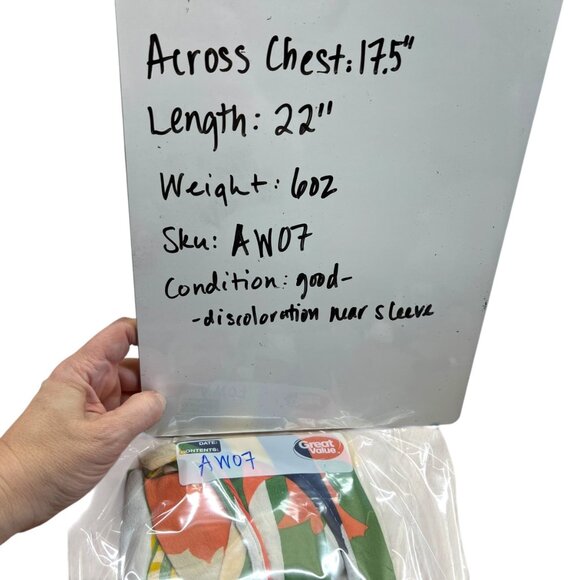 Across Chest: 17.5"
Length: 22"
Weight: 6oz
Sku: AW07
Condition: good-
-discoloration near sleeve
DATE:
CONTENTS:
AW07
Great
Value